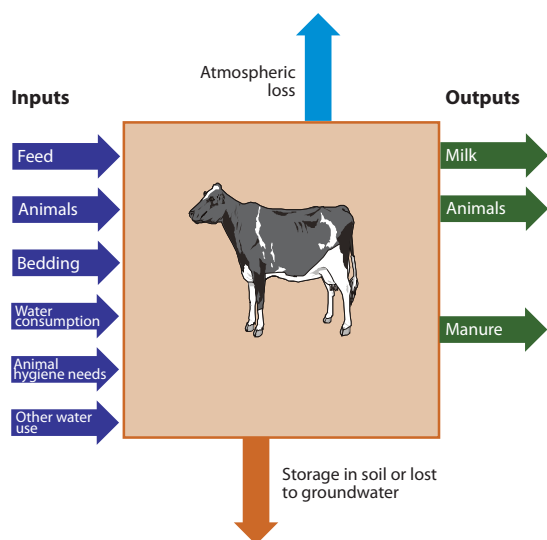 Atmospheric
loss
Inputs
Outputs
Feed
Animals
Bedding
Water
consumption
Animal
hygiene needs
Other water
use
Milk
Animals
Manure
Storage in soil or lost
to groundwater